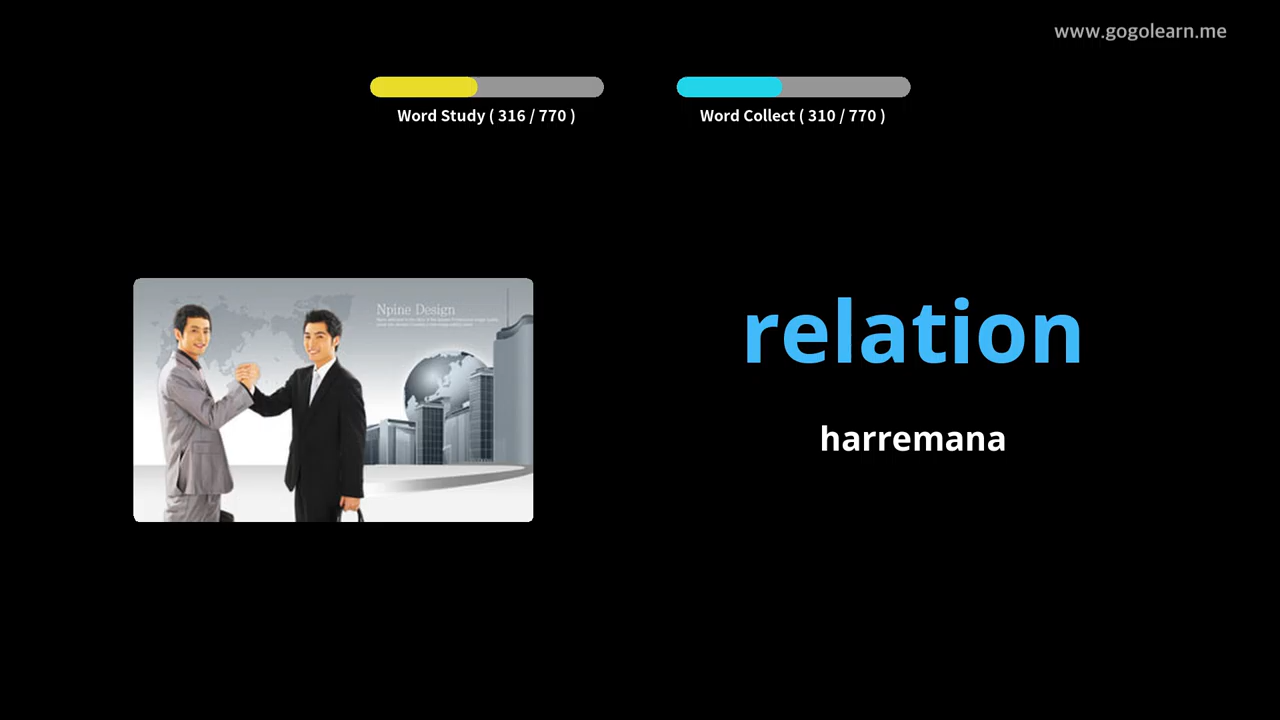 www.gogolearn.me
Word Study ( 316 / 770 )
Word Collect ( 310 / 770 )
Npine Design
relation
harremana